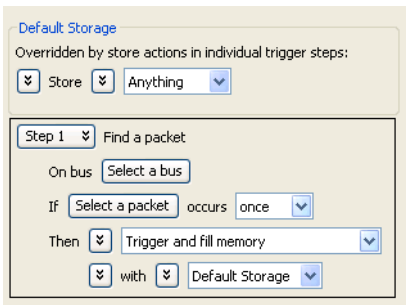 Default Storage
Overridden by store actions in individual trigger steps:
Store Anything
Step 1 Find a packet
On bus Select a bus
If Select a packet occurs once
Then Trigger and fill memory
with Default Storage